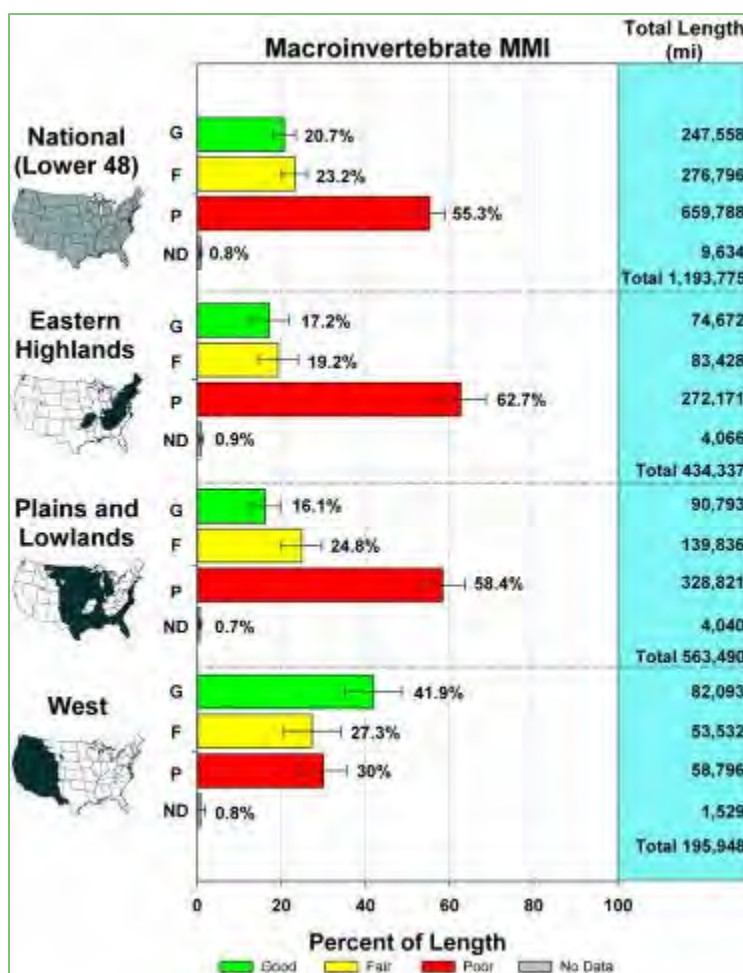 Macroinvertebrate MMI
Total Length
(mi)
National
(Lower 48)
G 20.7% 247,558
F 23.2% 276,796
P 55.3% 659,788
ND 0.8% 9,634
Total 1,193,775
Eastern
Highlands
G 17.2% 74,672
F 19.2% 83,428
P 62.7% 272,171
ND 0.9% 4,066
Total 434,337
Plains and
Lowlands
G 16.1% 90,793
F 24.8% 139,836
P 58.4% 328,821
ND 0.7% 4,040
Total 563,490
West
G 41.9% 82,093
F 27.3% 53,532
P 30% 58,796
ND 0.8% 1,529
Total 195,948
0 20 40 60 80 100
Percent of Length
Good Fair Poor No Data